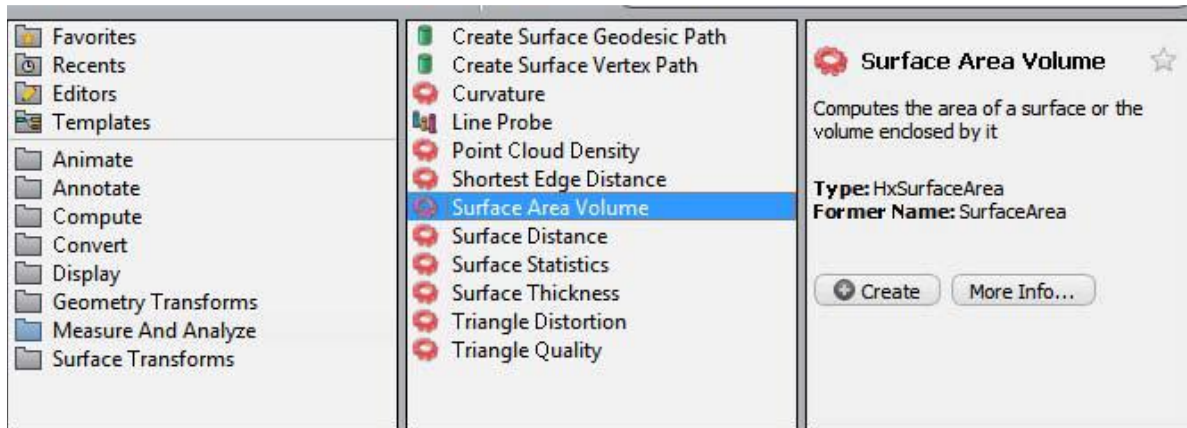 Favorites
Recents
Editors
Templates
Animate
Annotate
Compute
Convert
Display
Geometry Transforms
Measure And Analyze
Surface Transforms
Create Surface Geodesic Path
Create Surface Vertex Path
Curvature
Line Probe
Point Cloud Density
Shortest Edge Distance
Surface Area Volume
Surface Distance
Surface Statistics
Surface Thickness
Triangle Distortion
Triangle Quality
Surface Area Volume
Computes the area of a surface or the
volume enclosed by it
Type: HxSurfaceArea
Former Name: SurfaceArea
Create More Info...